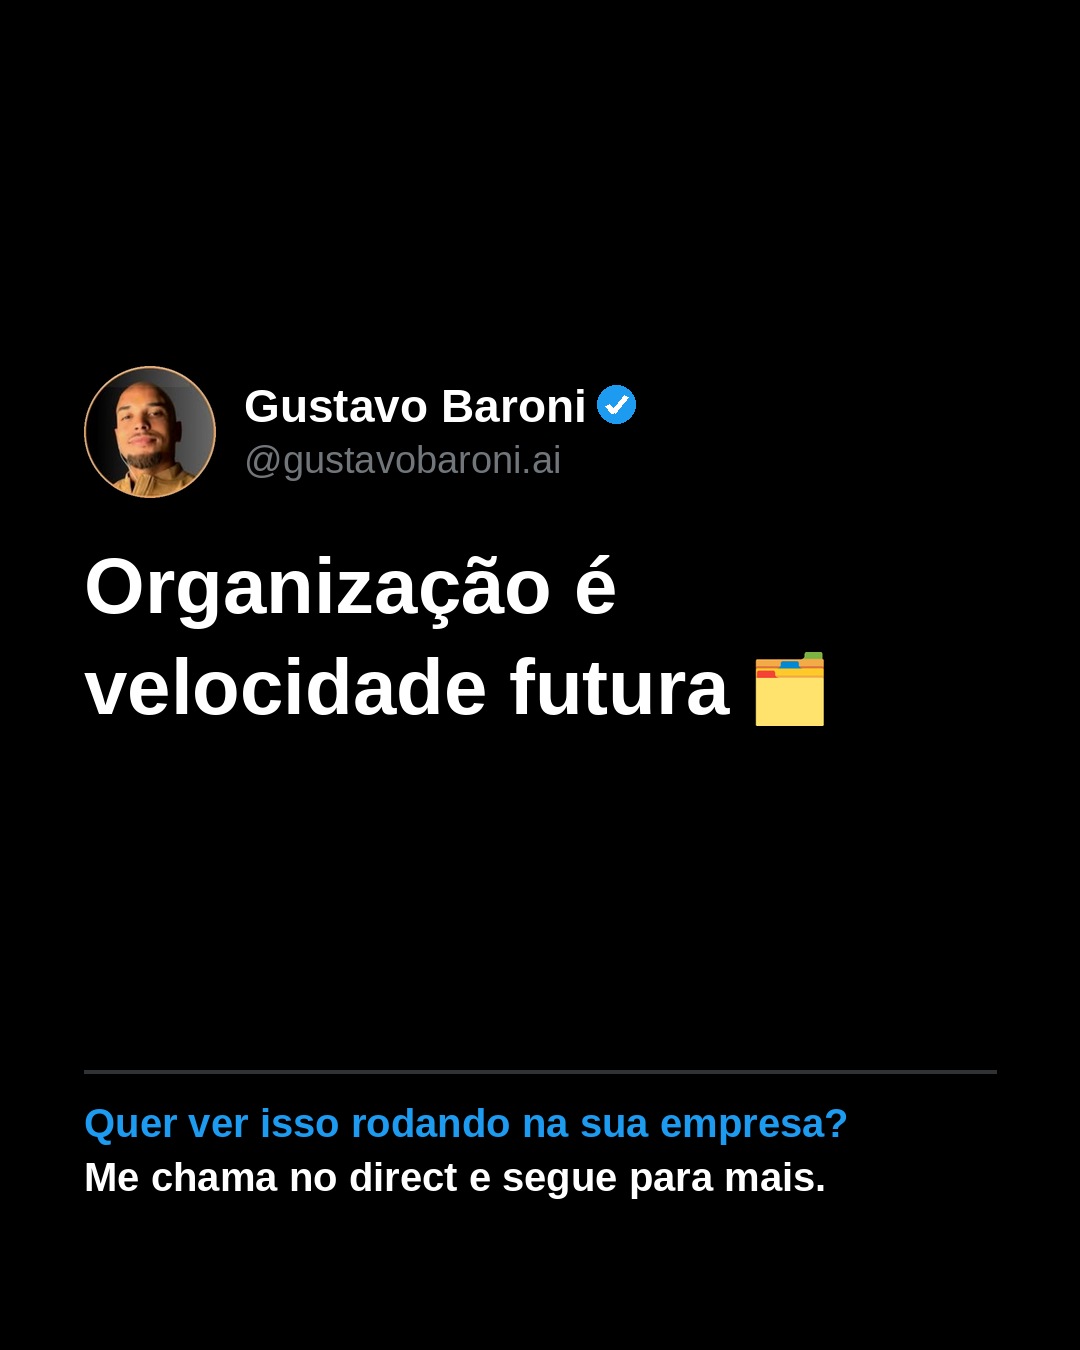 Gustavo Baroni
@gustavobaroni.ai
Organização é
velocidade futura 🗂️
Quer ver isso rodando na sua empresa?
Me chama no direct e segue para mais.